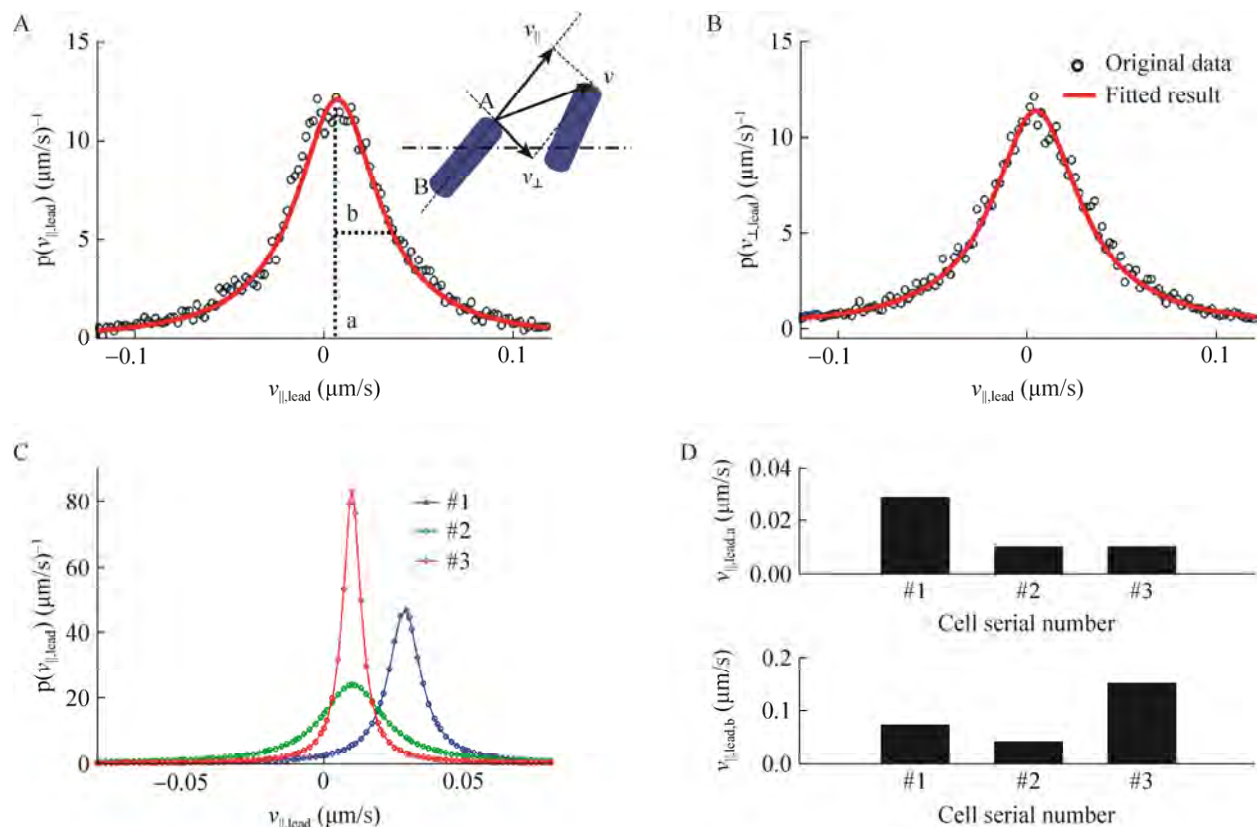 A
15
10
5
0
p(v∥,lead) (μm/s)⁻¹
−0.1
0
0.1
v∥,lead (μm/s)
b
a
v∥
A
v
B
v⊥
B
15
10
5
0
p(v⊥,lead) (μm/s)⁻¹
Original data
Fitted result
−0.1
0
0.1
v∥,lead (μm/s)
C
80
60
40
20
0
p(v∥,lead) (μm/s)⁻¹
#1
#2
#3
−0.05
0
0.05
v∥,lead (μm/s)
D
0.04
0.02
0.00
v∥,lead,a (μm/s)
#1 #2 #3
Cell serial number
0.2
0.1
0.0
v∥,lead,b (μm/s)
#1 #2 #3
Cell serial number